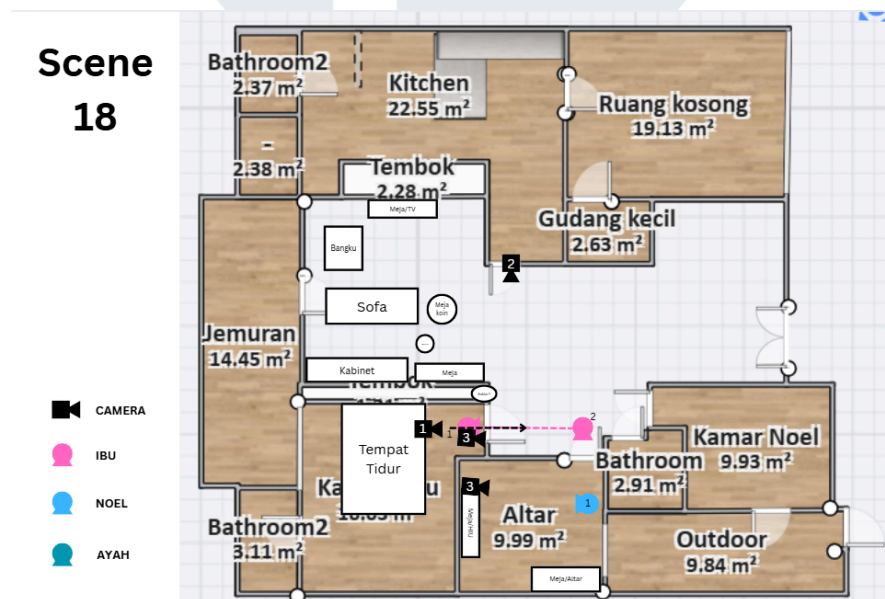 Scene
18
Bathroom2
2.37 m²
Kitchen
22.55 m²
Ruang kosong
19.13 m²
-
2.38 m²
Tembok
2.28 m²
Meja/TV
Gudang kecil
2.63 m²
Bangku
2
Sofa
Meja
koin
Jemuran
14.45 m²
Kabinet
Meja
Tembok
CAMERA
IBU
NOEL
AYAH
1
1
3
2
Tempat
Tidur
Kamar Noel
9.93 m²
Bathroom
2.91 m²
3
1
Altar
9.99 m²
Bathroom2
3.11 m²
Outdoor
9.84 m²
Meja/Altar